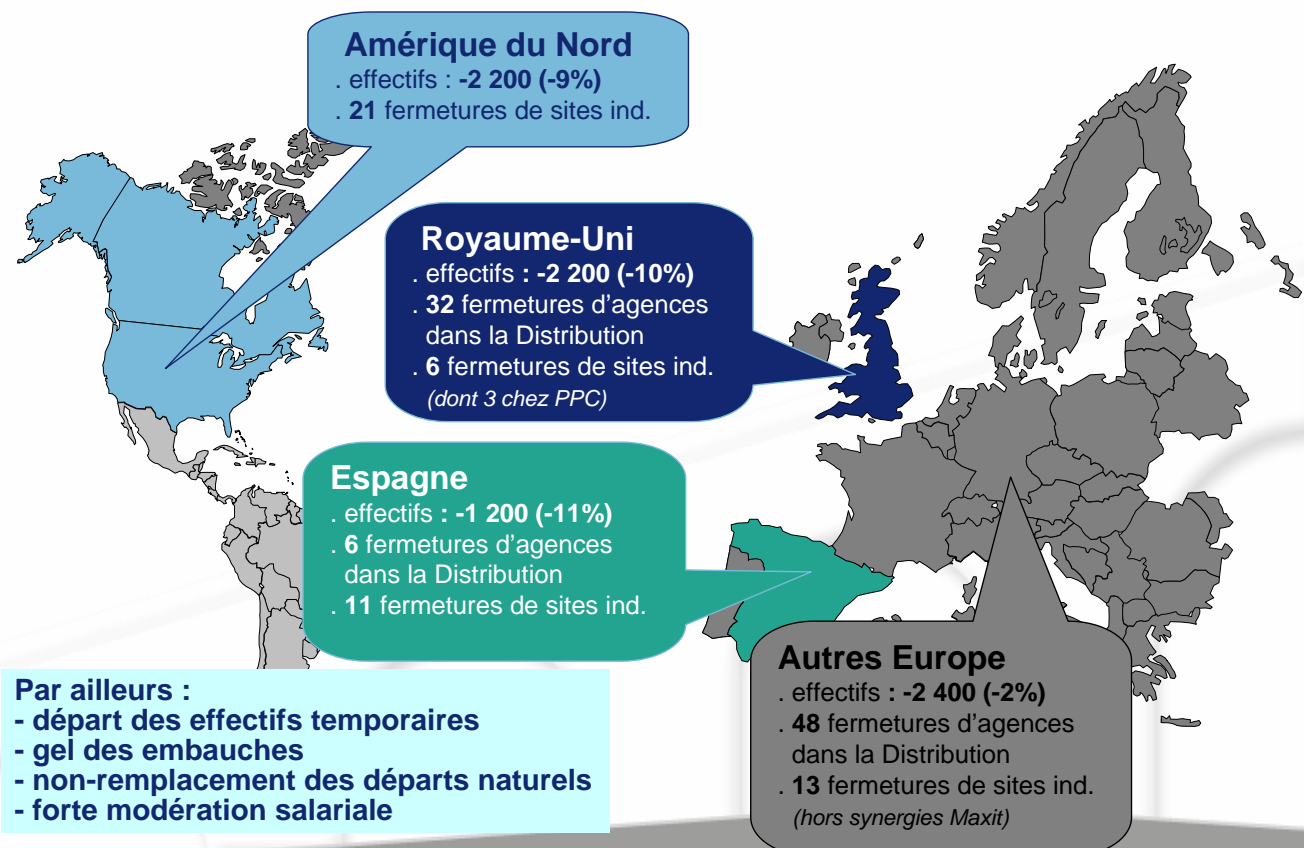 Amérique du Nord
. effectifs : -2 200 (-9%)
. 21 fermetures de sites ind.
Royaume-Uni
. effectifs : -2 200 (-10%)
. 32 fermetures d’agences
dans la Distribution
. 6 fermetures de sites ind.
(dont 3 chez PPC)
Espagne
. effectifs : -1 200 (-11%)
. 6 fermetures d’agences
dans la Distribution
. 11 fermetures de sites ind.
Autres Europe
. effectifs : -2 400 (-2%)
. 48 fermetures d’agences
dans la Distribution
. 13 fermetures de sites ind.
(hors synergies Maxit)
Par ailleurs :
- départ des effectifs temporaires
- gel des embauches
- non-remplacement des départs naturels
- forte modération salariale